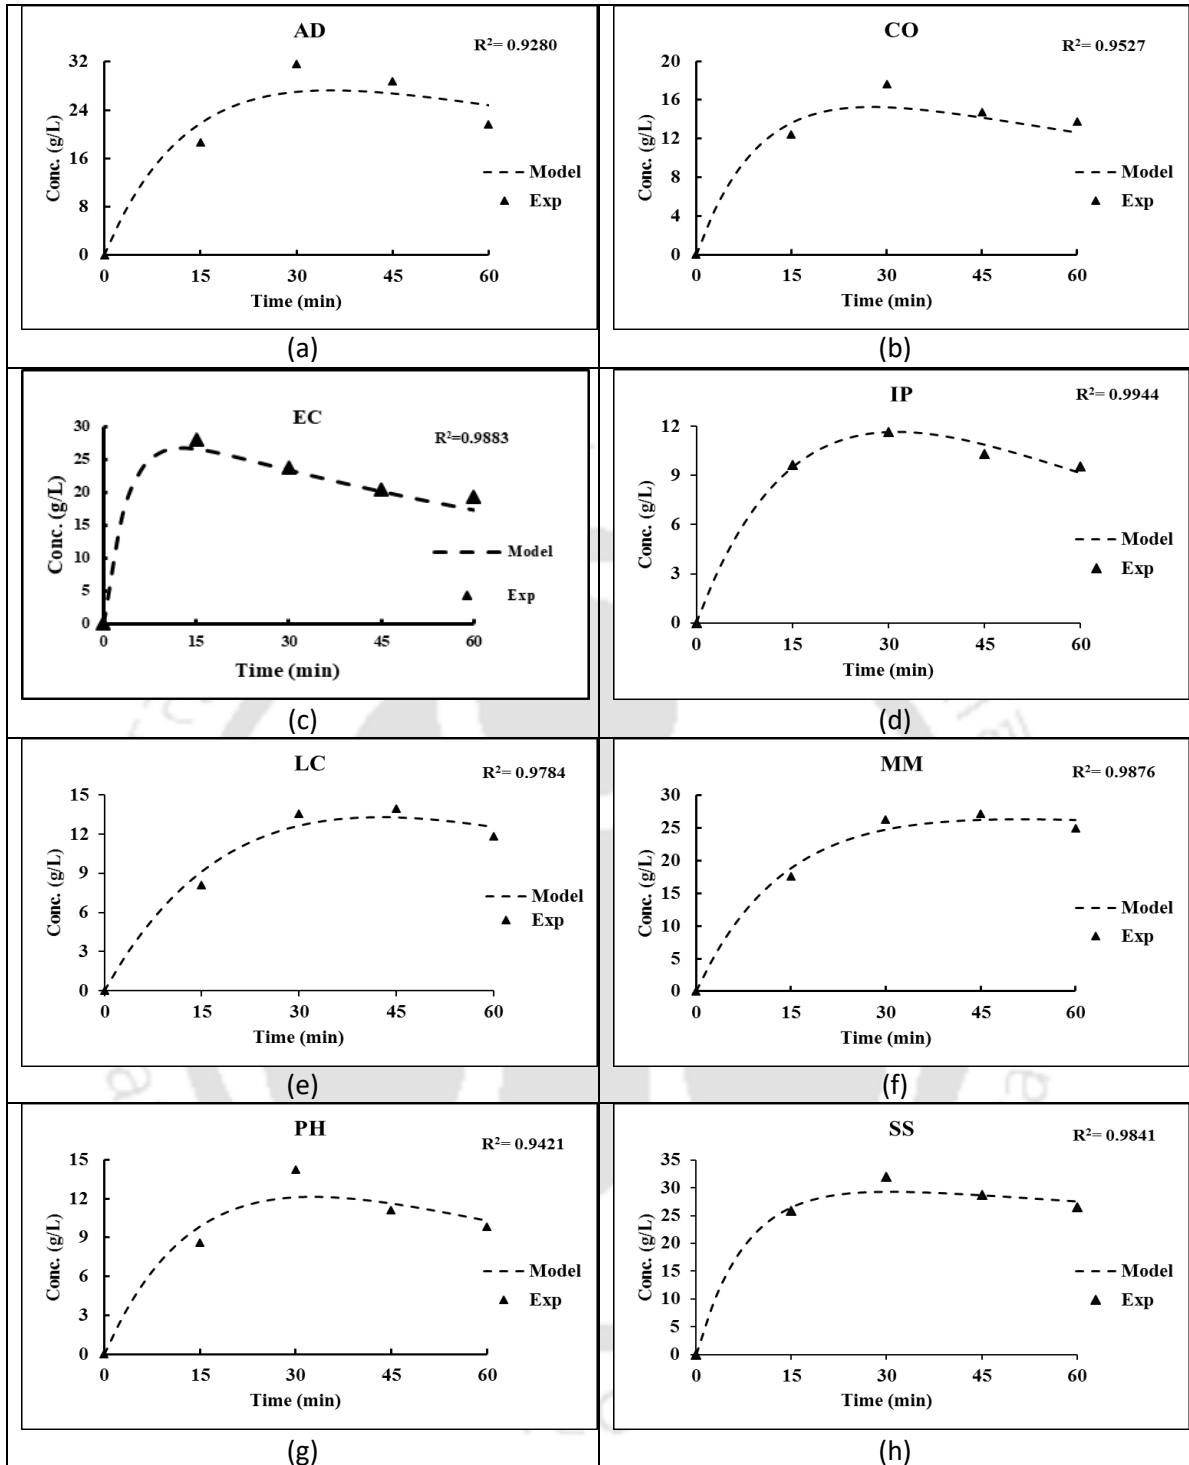 AD
R²= 0.9280
Conc. (g/L)
32
24
16
8
0
0 15 30 45 60
Time (min)
Model
Exp
(a)
CO
R²= 0.9527
Conc. (g/L)
20
16
12
8
4
0
0 15 30 45 60
Time (min)
Model
Exp
(b)
EC
R²=0.9883
Conc. (g/L)
30
25
20
15
10
5
0
0 15 30 45 60
Time (min)
Model
Exp
(c)
IP
R²= 0.9944
Conc. (g/L)
12
9
6
3
0
0 15 30 45 60
Time (min)
Model
Exp
(d)
LC
R²= 0.9784
Conc. (g/L)
15
12
9
6
3
0
0 15 30 45 60
Time (min)
Model
Exp
(e)
MM
R²= 0.9876
Conc. (g/L)
30
25
20
15
10
5
0
0 15 30 45 60
Time (min)
Model
Exp
(f)
PH
R²= 0.9421
Conc. (g/L)
15
12
9
6
3
0
0 15 30 45 60
Time (min)
Model
Exp
(g)
SS
R²= 0.9841
Conc. (g/L)
35
30
25
20
15
10
5
0
0 15 30 45 60
Time (min)
Model
Exp
(h)